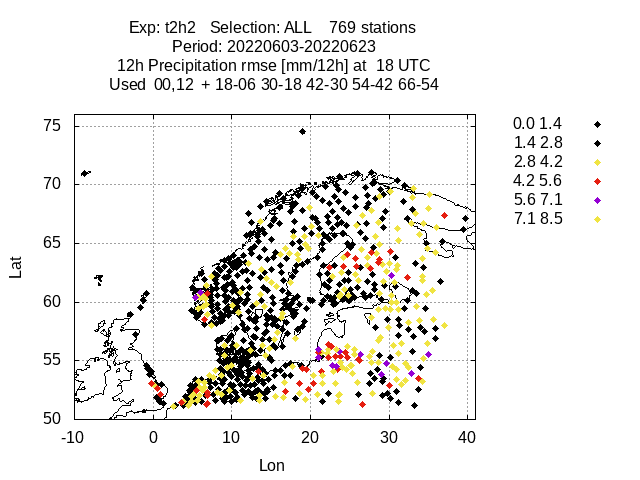 Exp: t2h2 Selection: ALL 769 stations
Period: 20220603-20220623
12h Precipitation rmse [mm/12h] at 18 UTC
Used 00,12 + 18-06 30-18 42-30 54-42 66-54
0.0 1.4
1.4 2.8
2.8 4.2
4.2 5.6
5.6 7.1
7.1 8.5
75
70
65
60
55
50
Lat
-10 0 10 20 30 40
Lon